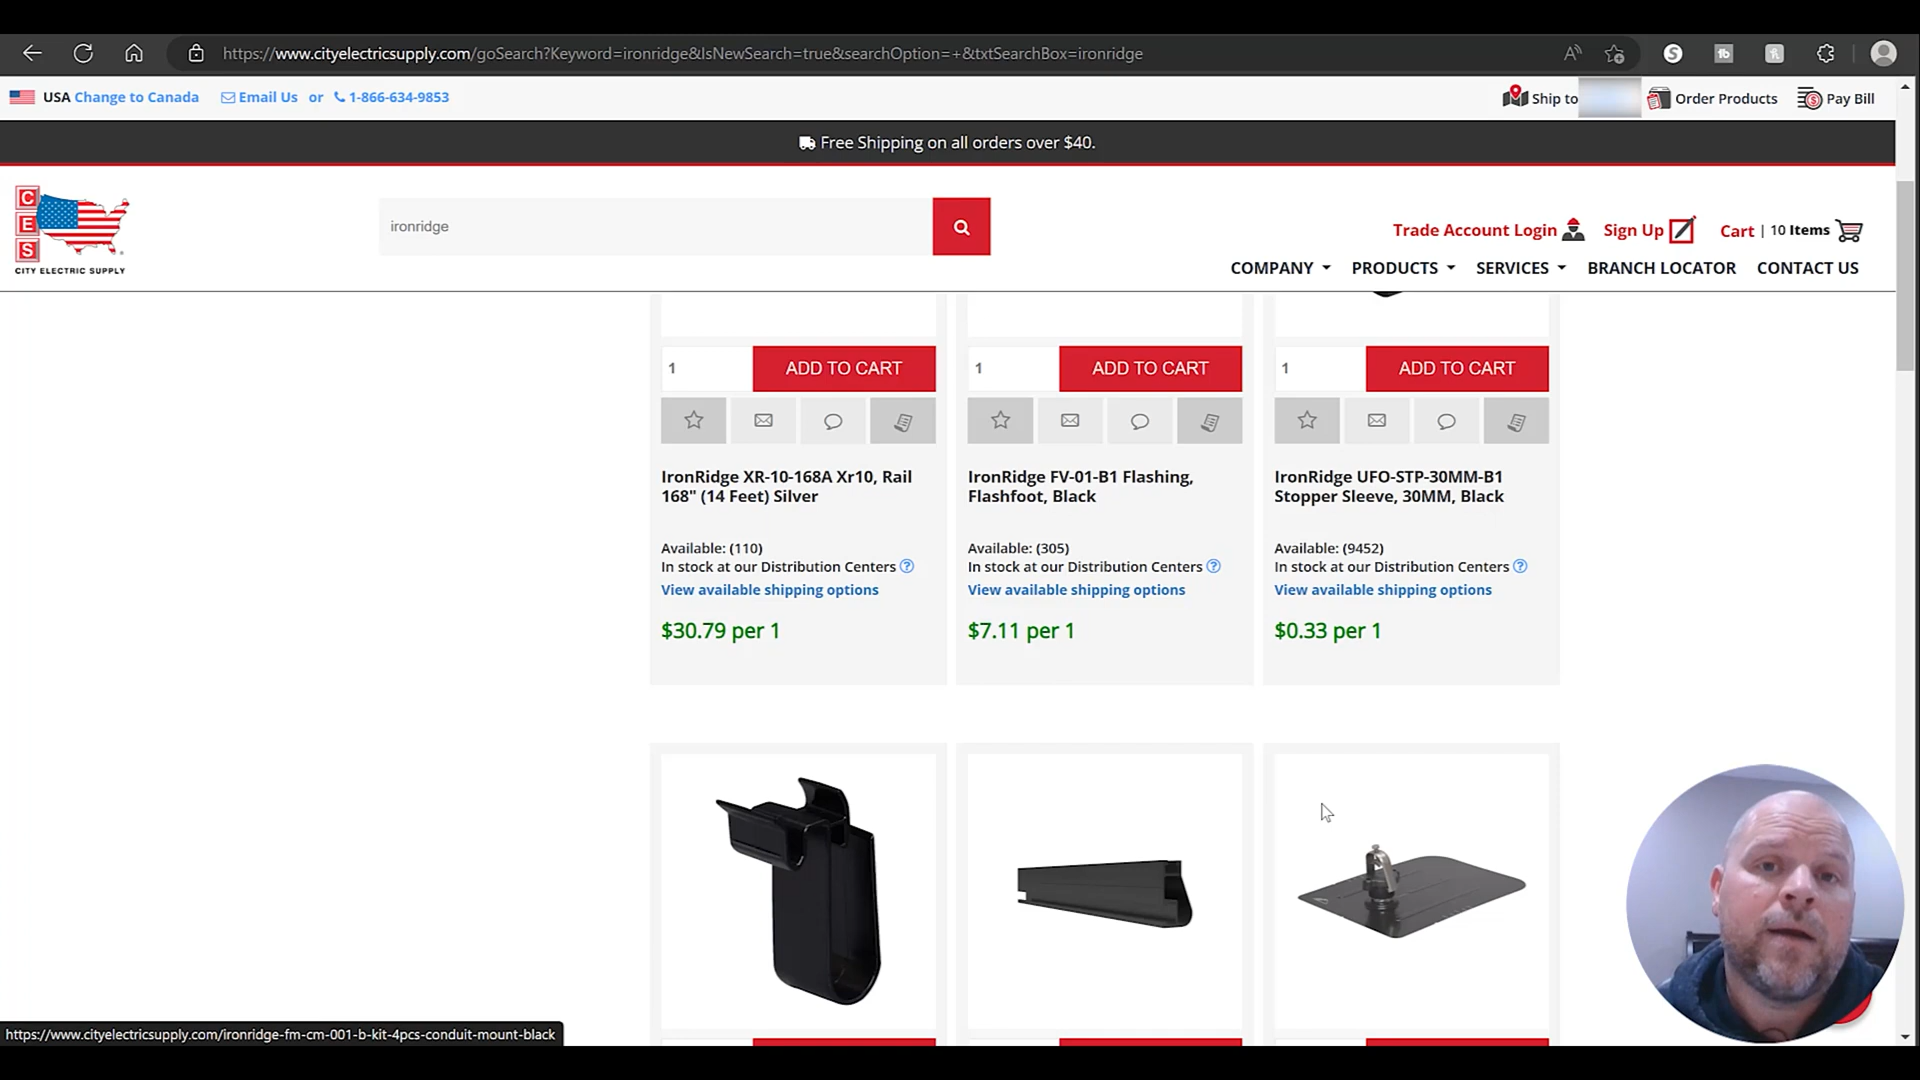 https://www.cityelectricsupply.com/goSearch?Keyword=ironridge&IsNewSearch=true&searchOption=+&txtSearchBox=ironridge
USA Change to Canada Email Us or 1-866-634-9853
Ship to Order Products Pay Bill
Free Shipping on all orders over $40.
CES
CITY ELECTRIC SUPPLY
ironridge
Trade Account Login Sign Up Cart | 10 Items
COMPANY PRODUCTS SERVICES BRANCH LOCATOR CONTACT US
1 ADD TO CART 1 ADD TO CART 1 ADD TO CART
IronRidge XR-10-168A Xr10, Rail
168" (14 Feet) Silver
Available: (110)
In stock at our Distribution Centers ?
View available shipping options
$30.79 per 1
IronRidge FV-01-B1 Flashing,
Flashfoot, Black
Available: (305)
In stock at our Distribution Centers ?
View available shipping options
$7.11 per 1
IronRidge UFO-STP-30MM-B1
Stopper Sleeve, 30MM, Black
Available: (9452)
In stock at our Distribution Centers ?
View available shipping options
$0.33 per 1
https://www.cityelectricsupply.com/ironridge-fm-cm-001-b-kit-4pcs-conduit-mount-black